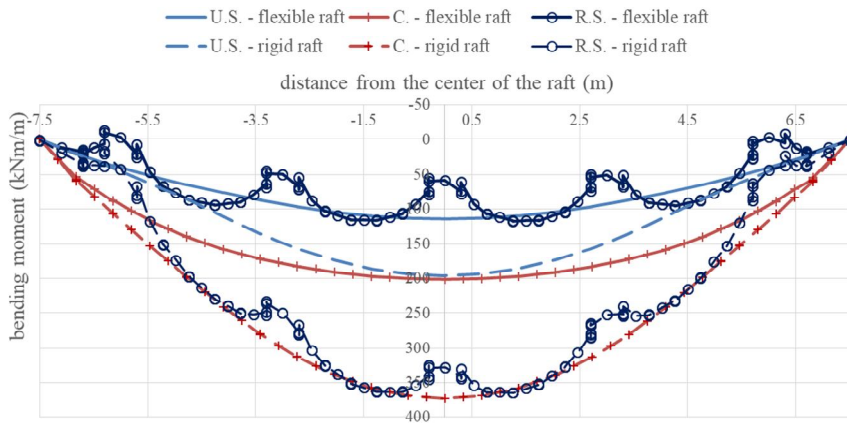 U.S. - flexible raft C. - flexible raft R.S. - flexible raft
U.S. - rigid raft C. - rigid raft R.S. - rigid raft
distance from the center of the raft (m)
-50
-7.5 -5.5 -3.5 -1.5 0.5 2.5 4.5 6.5
0
50
100
150
200
250
300
350
400
bending moment (kNm/m)